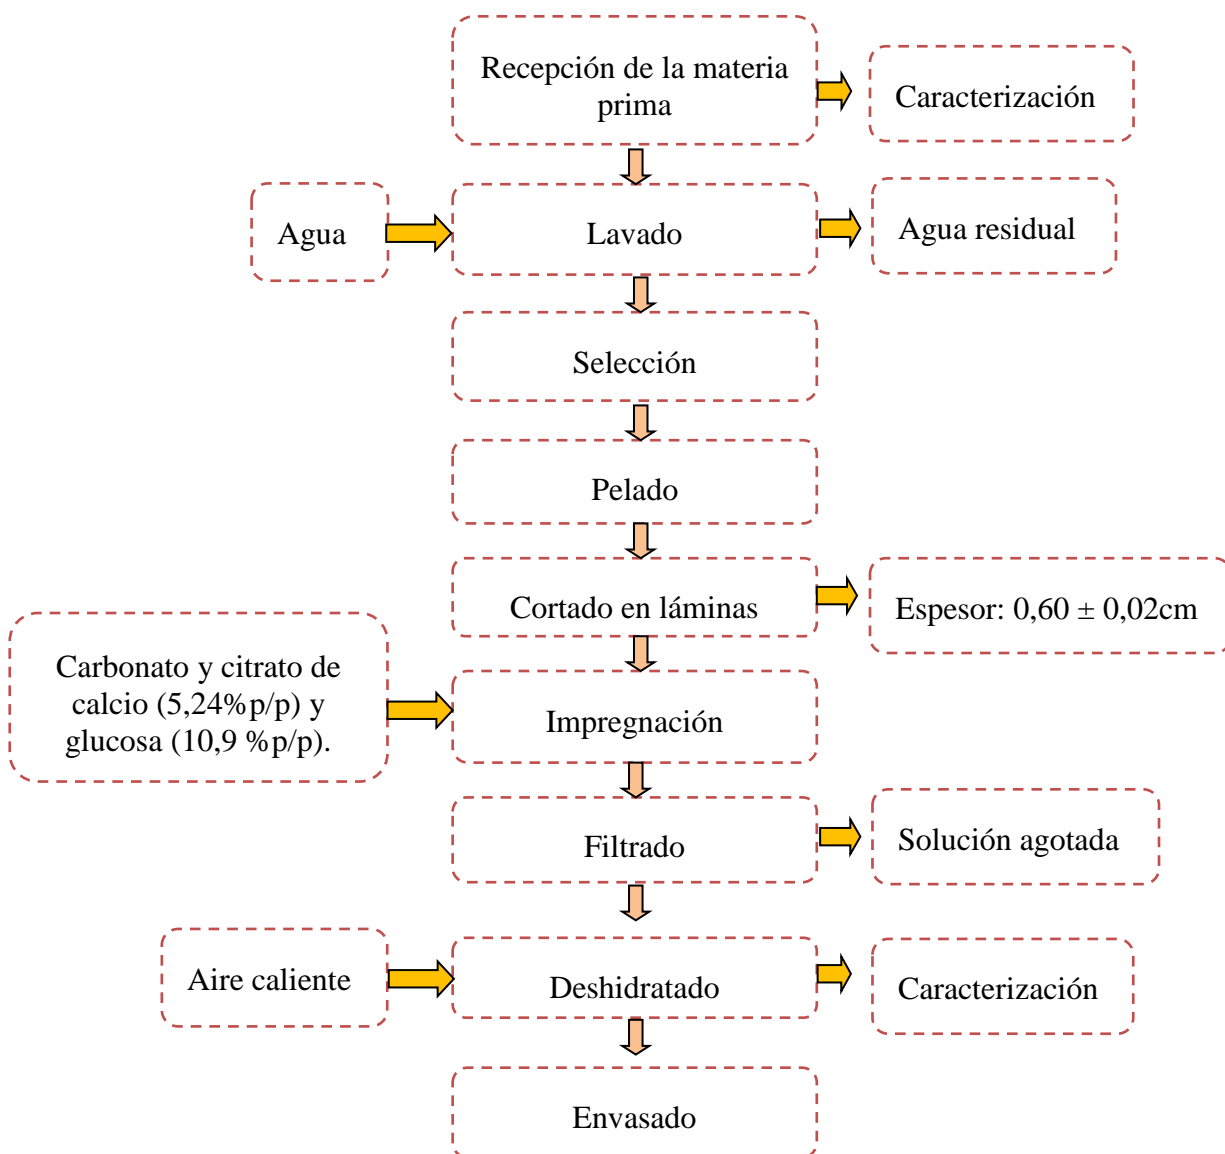 Recepción de la materia
prima
Caracterización
Agua
Lavado
Agua residual
Selección
Pelado
Cortado en láminas
Espesor: 0,60 ± 0,02cm
Carbonato y citrato de
calcio (5,24%p/p) y
glucosa (10,9 %p/p).
Impregnación
Filtrado
Solución agotada
Aire caliente
Deshidratado
Caracterización
Envasado